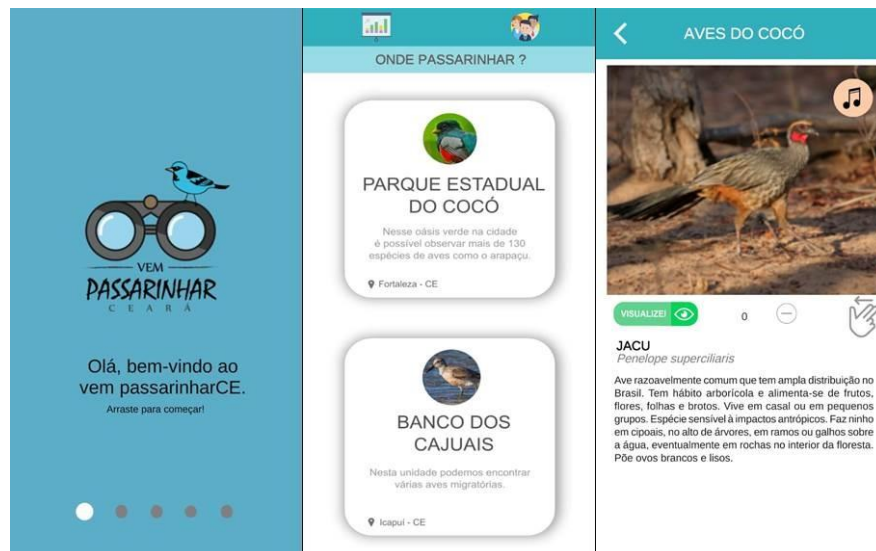 VEM
PASSARINHAR
CEARÁ
Olá, bem-vindo ao
vem passarinharCE.
Arraste para começar!
ONDE PASSARINHAR ?
PARQUE ESTADUAL
DO COCÓ
Nesse oásis verde na cidade
é possível observar mais de 130
espécies de aves como o arapaçu.
Fortaleza - CE
BANCO DOS
CAJUAIS
Nesta unidade podemos encontrar
várias aves migratórias.
Icapuí - CE
AVES DO COCÓ
VISUALIZEI
0
JACU
Penelope superciliaris
Ave razoavelmente comum que tem ampla distribuição no
Brasil. Tem hábito arborícola e alimenta-se de frutos,
flores, folhas e brotos. Vive em casal ou em pequenos
grupos. Espécie sensível à impactos antrópicos. Faz ninho
em cipoais, no alto de árvores, em ramos ou galhos sobre
a água, eventualmente em rochas no interior da floresta.
Põe ovos brancos e lisos.